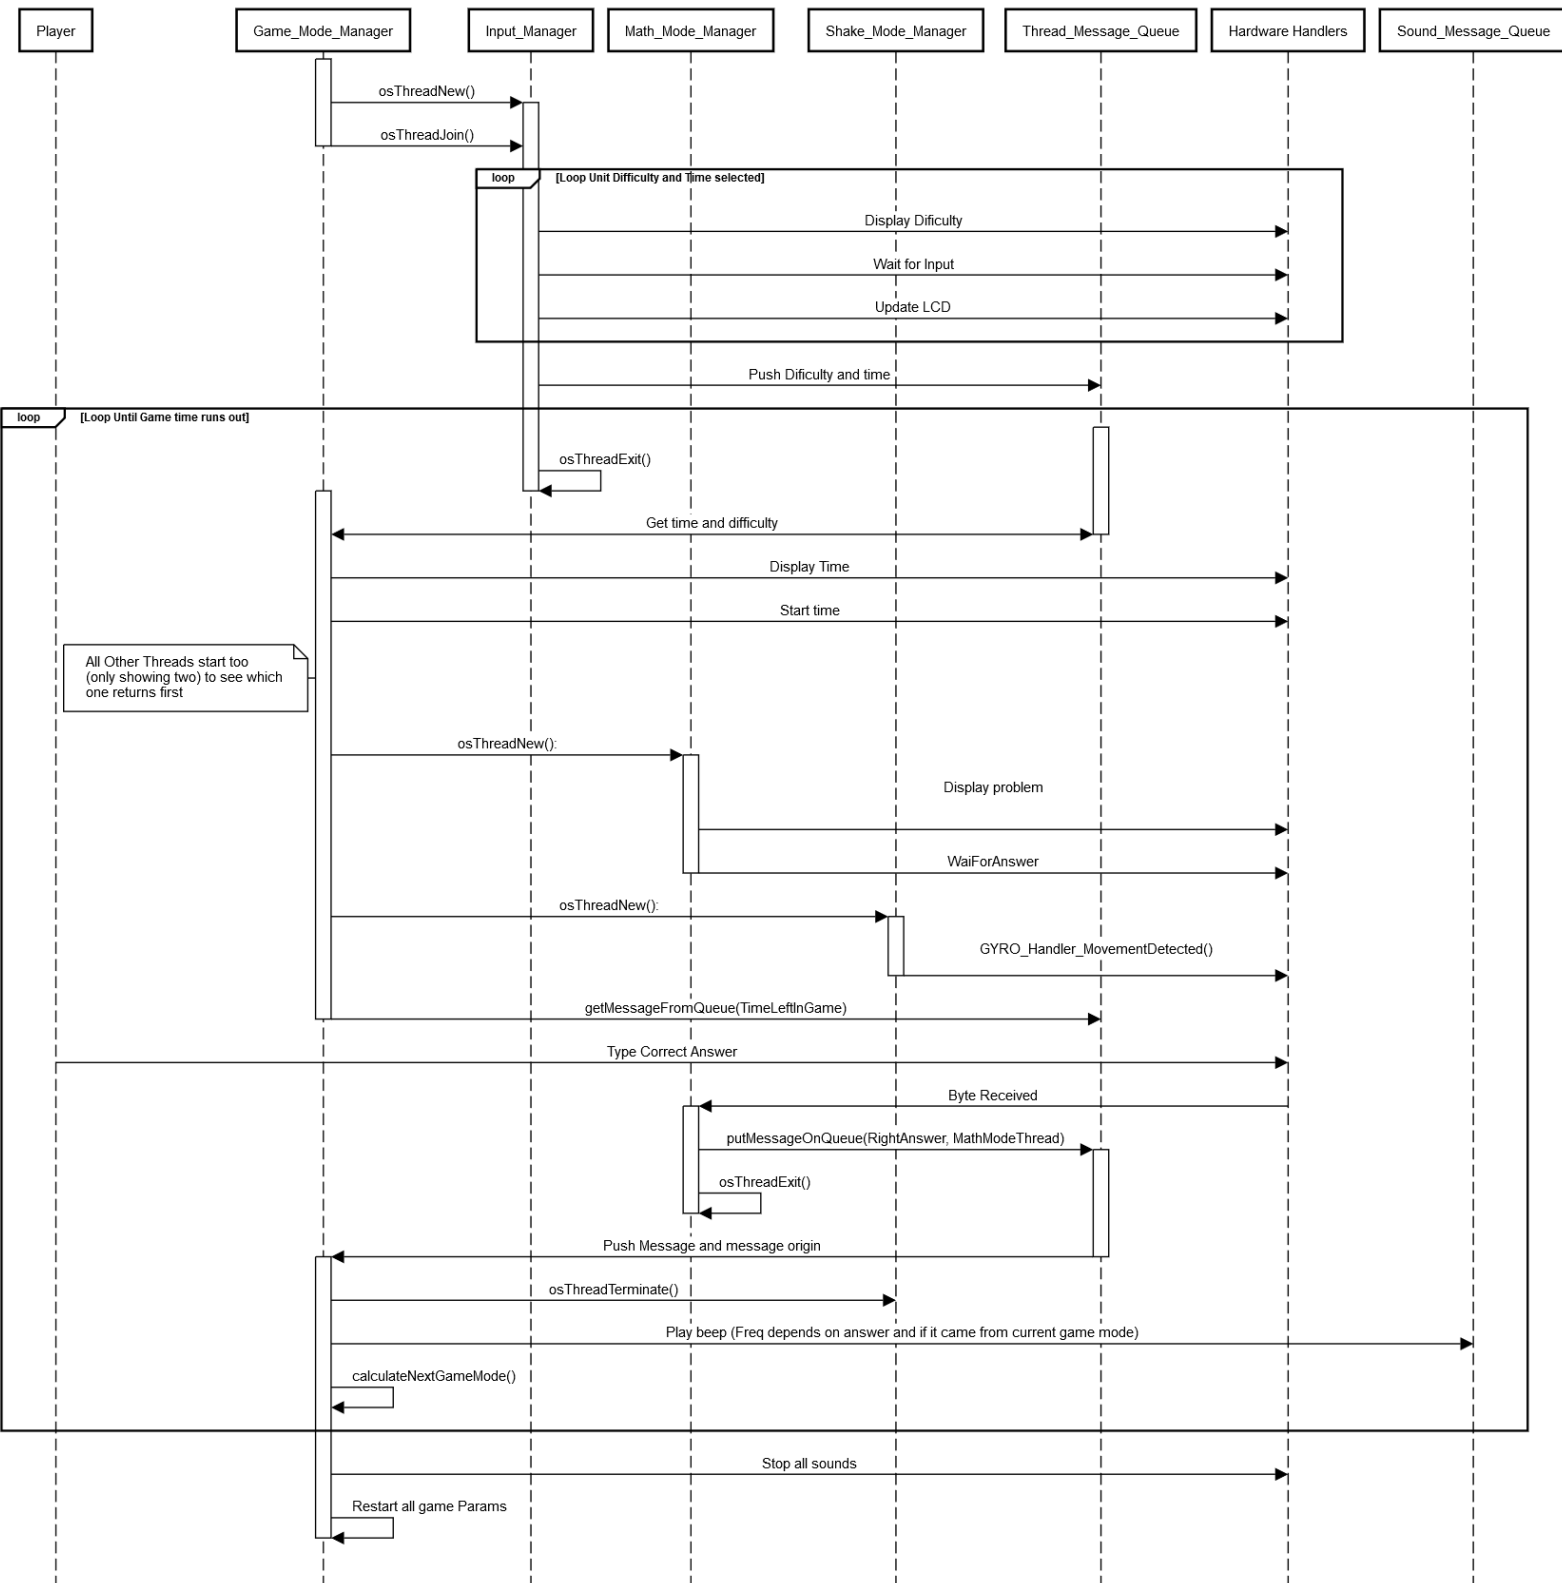 Player
Game_Mode_Manager
Input_Manager
Math_Mode_Manager
Shake_Mode_Manager
Thread_Message_Queue
Hardware Handlers
Sound_Message_Queue
osThreadNew()
osThreadJoin()
loop
[Loop Unit Difficulty and Time selected]
Display Dificulty
Wait for Input
Update LCD
Push Dificulty and time
loop
[Loop Until Game time runs out]
osThreadExit()
Get time and difficulty
Display Time
Start time
All Other Threads start too
(only showing two) to see which
one returns first
osThreadNew():
Display problem
WaiForAnswer
osThreadNew():
GYRO_Handler_MovementDetected()
getMessageFromQueue(TimeLeftInGame)
Type Correct Answer
Byte Received
putMessageOnQueue(RightAnswer, MathModeThread)
osThreadExit()
Push Message and message origin
osThreadTerminate()
Play beep (Freq depends on answer and if it came from current game mode)
calculateNextGameMode()
Stop all sounds
Restart all game Params